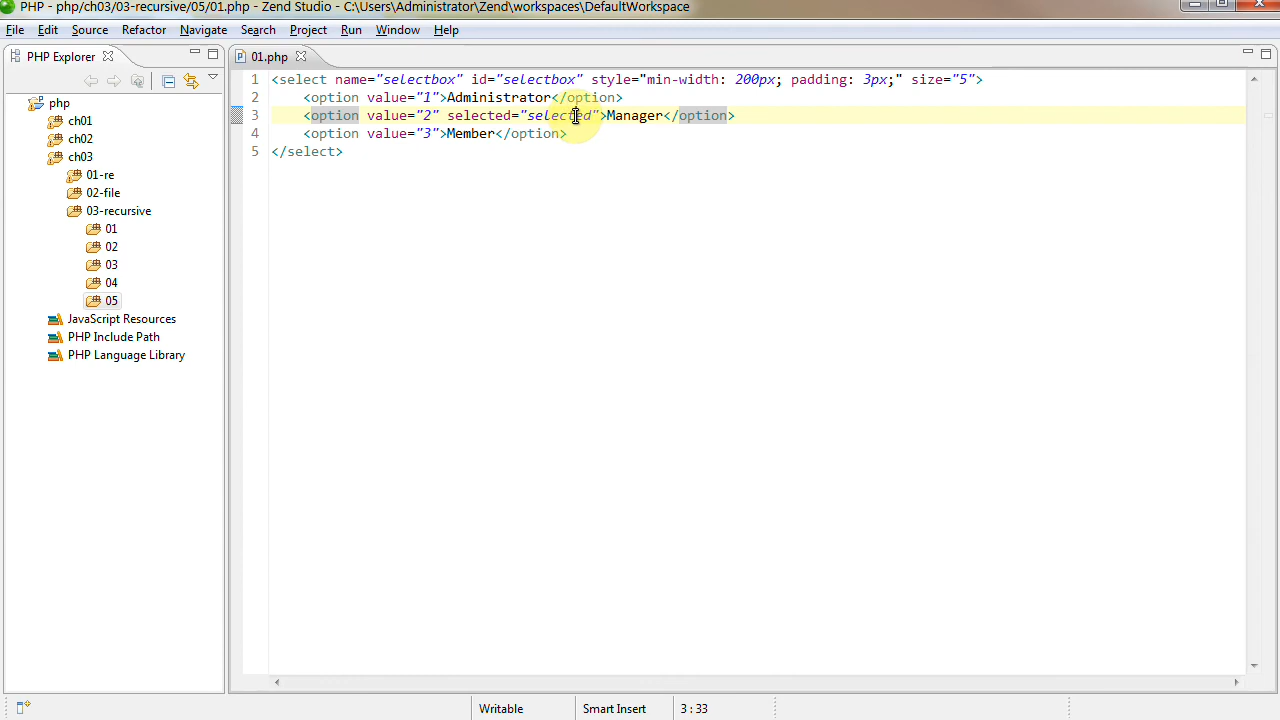 PHP - php/ch03/03-recursive/05/01.php - Zend Studio - C:\Users\Administrator\Zend\workspaces\DefaultWorkspace
File Edit Source Refactor Navigate Search Project Run Window Help
PHP Explorer
php
ch01
ch02
ch03
01-re
02-file
03-recursive
01
02
03
04
05
JavaScript Resources
PHP Include Path
PHP Language Library
01.php
1 <select name="selectbox" id="selectbox" style="min-width: 200px; padding: 3px;" size="5">
2 <option value="1">Administrator</option>
3 <option value="2" selected="selected">Manager</option>
4 <option value="3">Member</option>
5 </select>
Writable Smart Insert 3 : 33